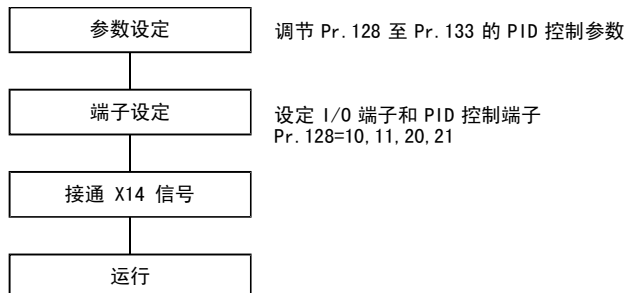 参数设定
调节 Pr.128 至 Pr.133 的 PID 控制参数
端子设定
设定 I/O 端子和 PID 控制端子
Pr.128=10,11,20,21
接通 X14 信号
运行